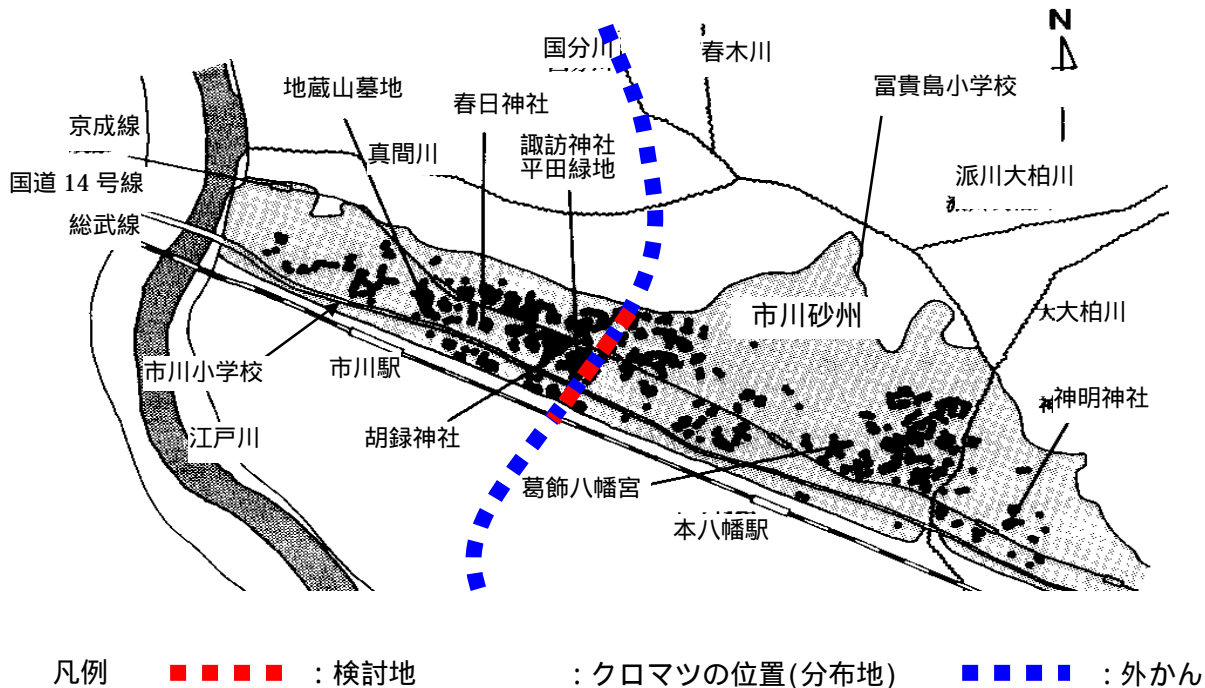 N
国分川
春木川
冨貴島小学校
地蔵山墓地
春日神社
諏訪神社
平田緑地
京成線
真間川
国道 14 号線
派川大柏川
総武線
市川砂州
大柏川
市川小学校
市川駅
神明神社
江戸川
胡録神社
葛飾八幡宮
本八幡駅
凡例 : 検討地 : クロマツの位置(分布地) : 外かん